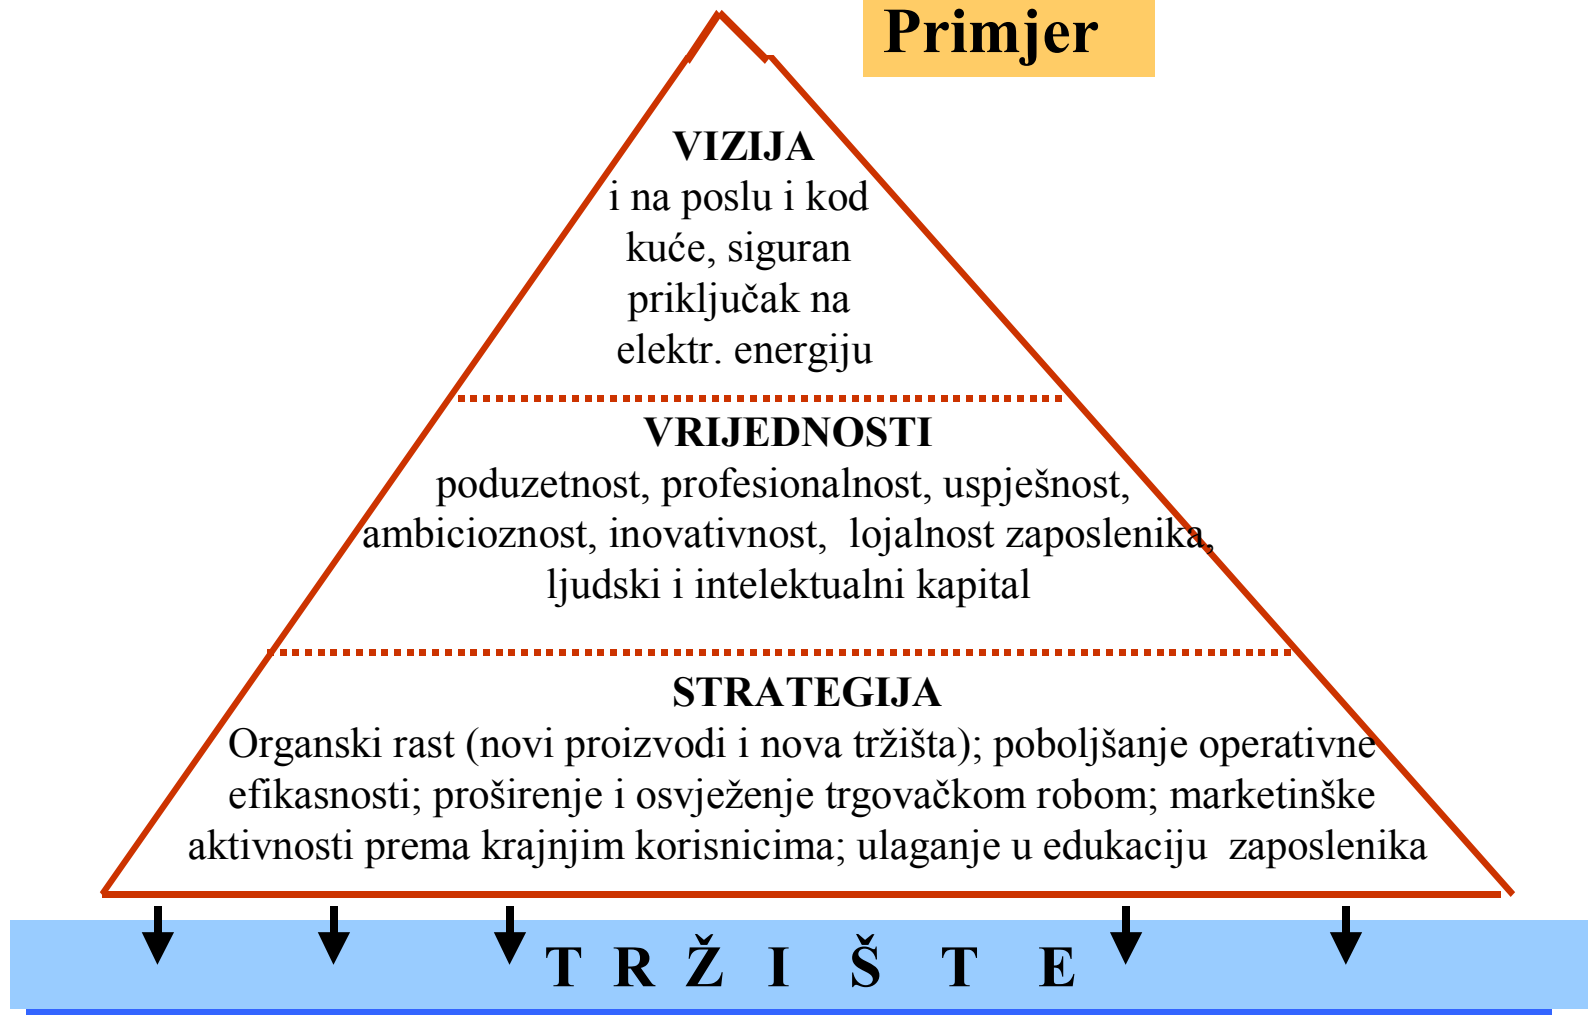 Primjer
VIZIJA
i na poslu i kod
kuće, siguran
priključak na
elektr. energiju
VRIJEDNOSTI
poduzetnost, profesionalnost, uspješnost,
ambicioznost, inovativnost, lojalnost zaposlenika,
ljudski i intelektualni kapital
STRATEGIJA
Organski rast (novi proizvodi i nova tržišta); poboljšanje operativne
efikasnosti; proširenje i osvježenje trgovačkom robom; marketinške
aktivnosti prema krajnjim korisnicima; ulaganje u edukaciju zaposlenika
T R Ž I Š T E